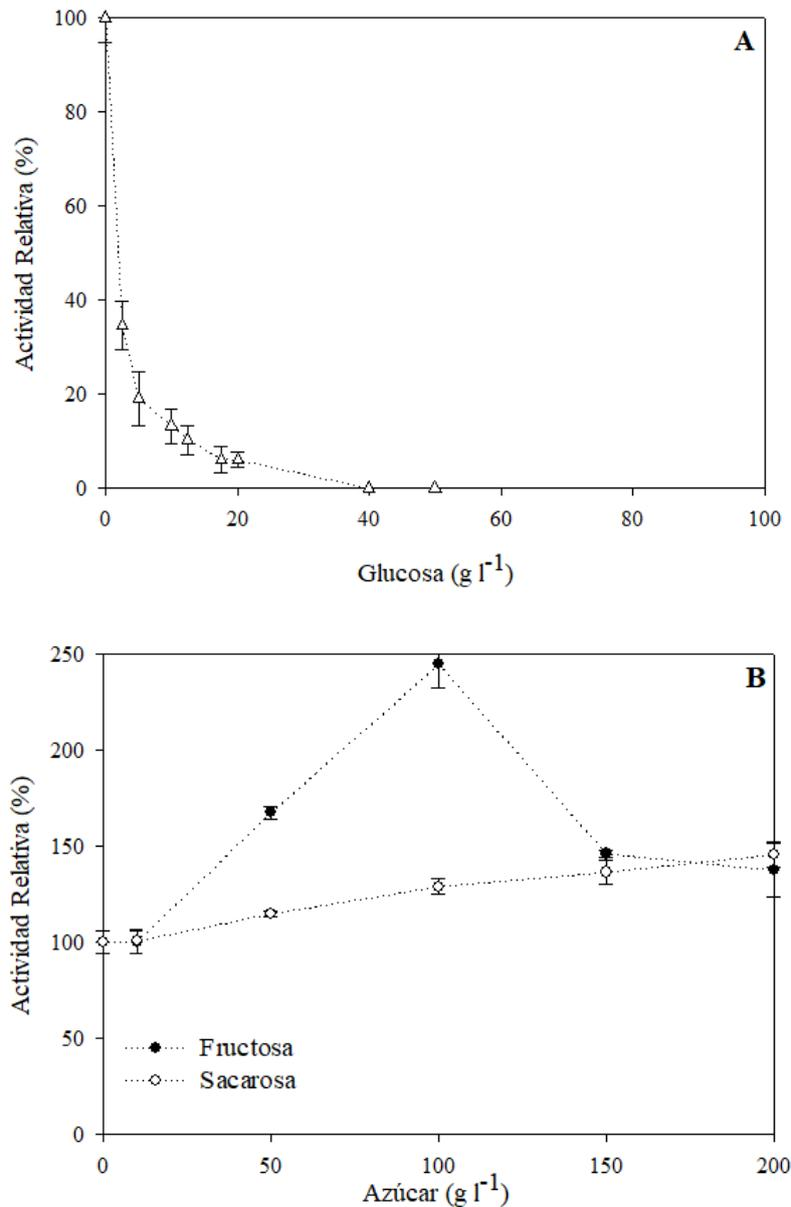 A
Actividad Relativa (%)
100
80
60
40
20
0
0 20 40 60 80 100
Glucosa (g l-1)
B
Actividad Relativa (%)
250
200
150
100
50
0
Fructosa
Sacarosa
0 50 100 150 200
Azúcar (g l-1)